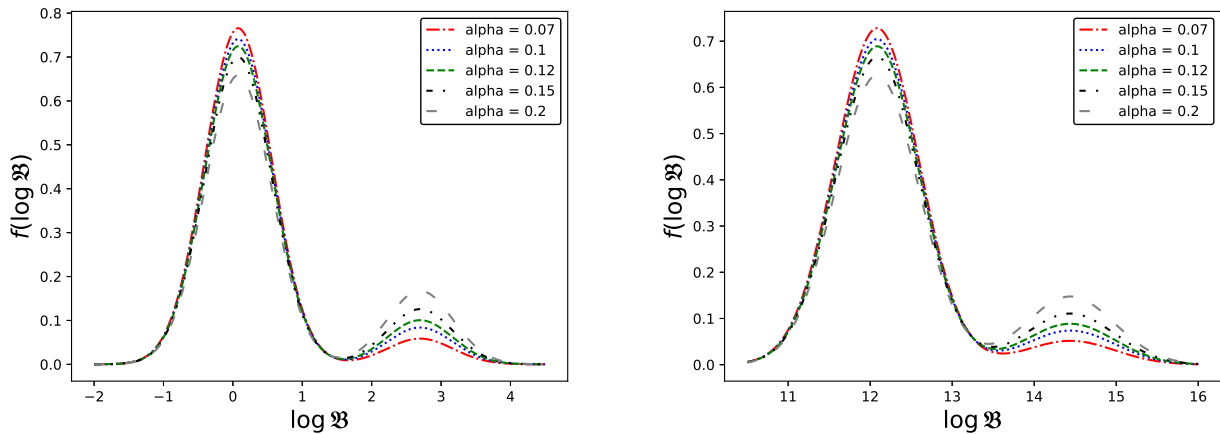 0.8
0.7
0.6
0.5
0.4
0.3
0.2
0.1
0.0
f(log 𝔅)
−2
−1
0
1
2
3
4
log 𝔅
alpha = 0.07
alpha = 0.1
alpha = 0.12
alpha = 0.15
alpha = 0.2
0.7
0.6
0.5
0.4
0.3
0.2
0.1
0.0
f(log 𝔅)
11
12
13
14
15
16
log 𝔅
alpha = 0.07
alpha = 0.1
alpha = 0.12
alpha = 0.15
alpha = 0.2